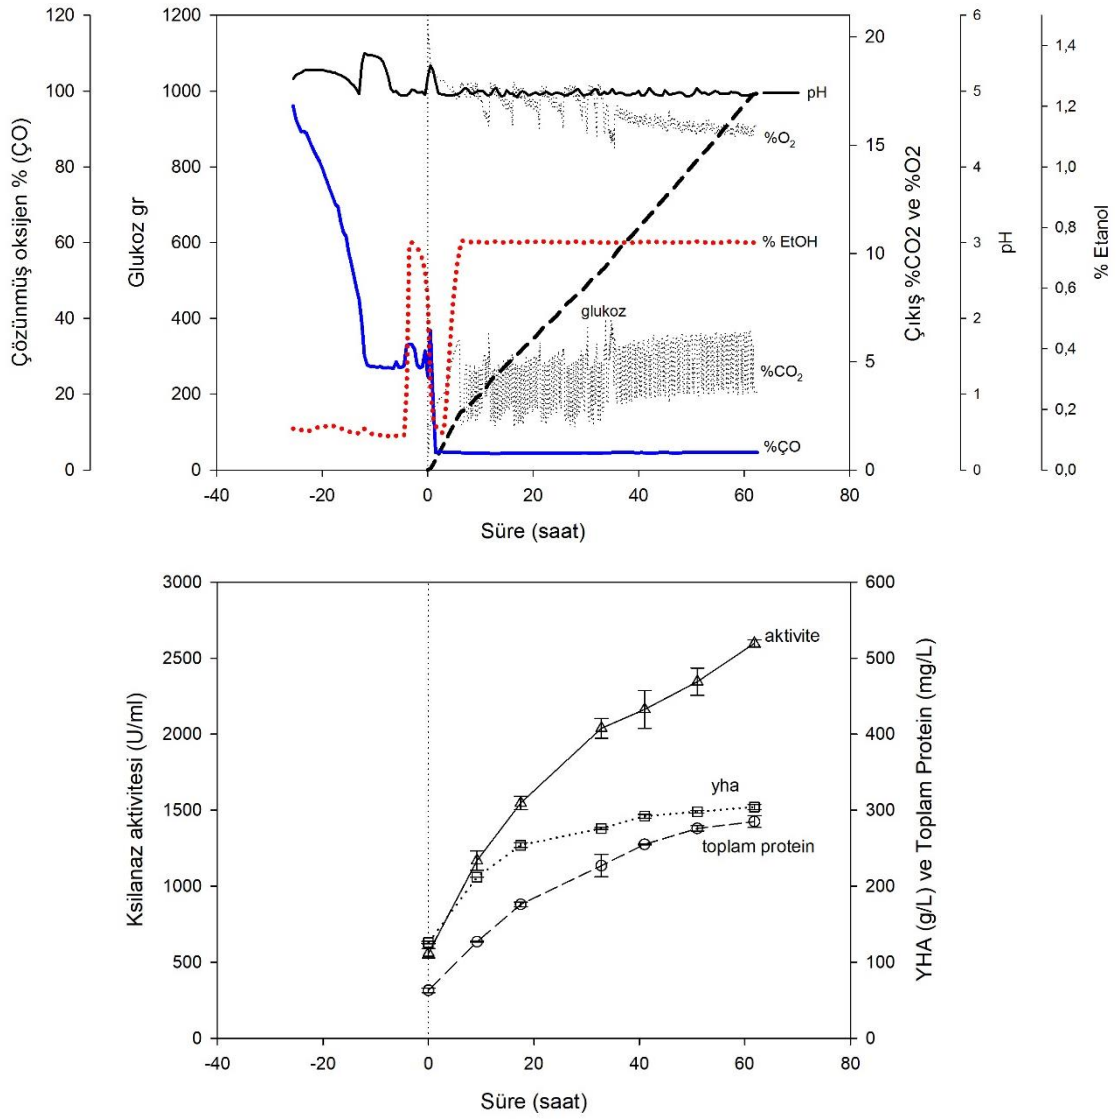 120
100
80
60
40
20
0
Çözünmüş oksijen % (ÇO)
1200
1000
800
600
400
200
0
Glukoz gr
pH
%O2
% EtOH
glukoz
%CO2
%ÇO
20
15
10
5
0
Çıkış %CO2 ve %O2
6
5
4
3
2
1
0
pH
1,4
1,2
1,0
0,8
0,6
0,4
0,2
0,0
% Etanol
-40 -20 0 20 40 60 80
Süre (saat)
3000
2500
2000
1500
1000
500
0
Ksilanaz aktivitesi (U/ml)
aktivite
yha
toplam protein
600
500
400
300
200
100
0
YHA (g/L) ve Toplam Protein (mg/L)
-40 -20 0 20 40 60 80
Süre (saat)